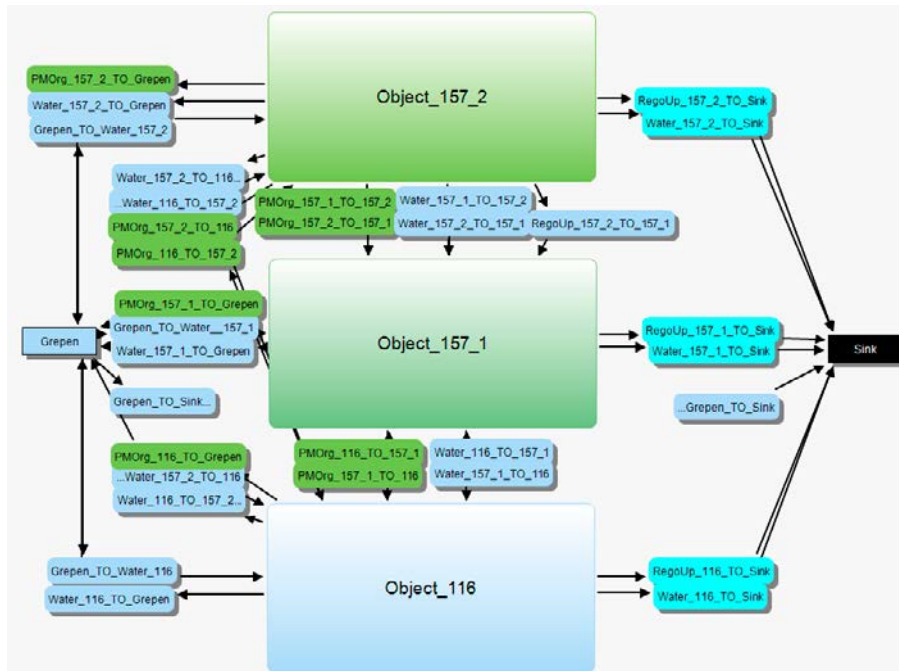 Object_157_2
PMOrg_157_2_TO_Grepen
Water_157_2_TO_Grepen
Grepen_TO_Water_157_2
RegoUp_157_2_TO_Sink
Water_157_2_TO_Sink
Water_157_2_TO_116...
...Water_116_TO_157_2
PMOrg_157_2_TO_116
PMOrg_116_TO_157_2
PMOrg_157_1_TO_157_2
PMOrg_157_2_TO_157_1
Water_157_1_TO_157_2
Water_157_2_TO_157_1
RegoUp_157_2_TO_157_1
PMOrg_157_1_TO_Grepen
Grepen_TO_Water__157_1
Water_157_1_TO_Grepen
Grepen
Object_157_1
RegoUp_157_1_TO_Sink
Water_157_1_TO_Sink
Sink
Grepen_TO_Sink...
...Grepen_TO_Sink
PMOrg_116_TO_Grepen
...Water_157_2_TO_116
Water_116_TO_157_2...
PMOrg_116_TO_157_1
PMOrg_157_1_TO_116
Water_116_TO_157_1
Water_157_1_TO_116
Grepen_TO_Water_116
Water_116_TO_Grepen
Object_116
RegoUp_116_TO_Sink
Water_116_TO_Sink